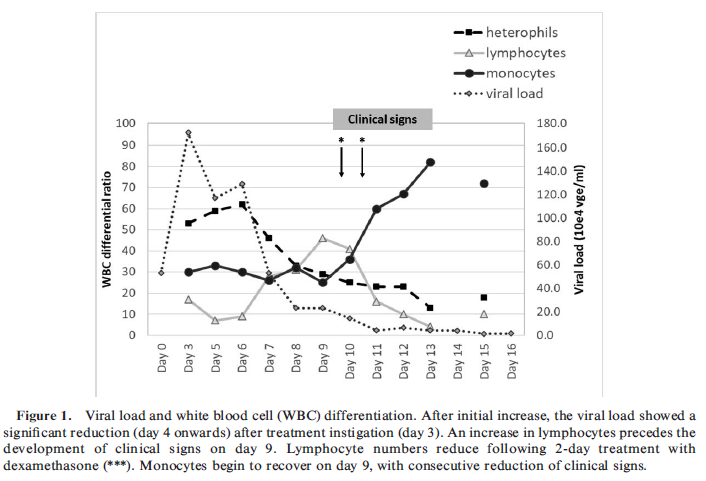 heterophils
lymphocytes
monocytes
viral load
Clinical signs
* *
100 180.0
90 160.0
80 140.0
70 120.0
60 100.0
50 80.0
40 60.0
30 40.0
20 20.0
10 0.0
0
WBC differential ratio
Viral load (10e4 vge/ml)
Day 0 Day 3 Day 5 Day 6 Day 7 Day 8 Day 9 Day 10 Day 11 Day 12 Day 13 Day 14 Day 15 Day 16
Figure 1. Viral load and white blood cell (WBC) differentiation. After initial increase, the viral load showed a
significant reduction (day 4 onwards) after treatment instigation (day 3). An increase in lymphocytes precedes the
development of clinical signs on day 9. Lymphocyte numbers reduce following 2-day treatment with
dexamethasone (***). Monocytes begin to recover on day 9, with consecutive reduction of clinical signs.